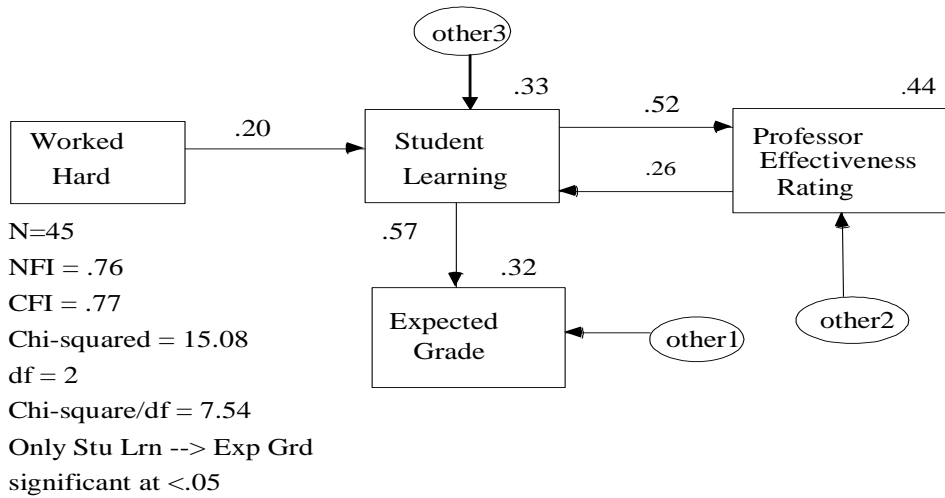 other3
.33
.44
.20
.52
Worked
Hard
Student
Learning
Professor
Effectiveness
Rating
.26
N=45
.57
NFI = .76
.32
CFI = .77
Chi-squared = 15.08
Expected
Grade
other1
other2
df = 2
Chi-square/df = 7.54
Only Stu Lrn --> Exp Grd
significant at <.05